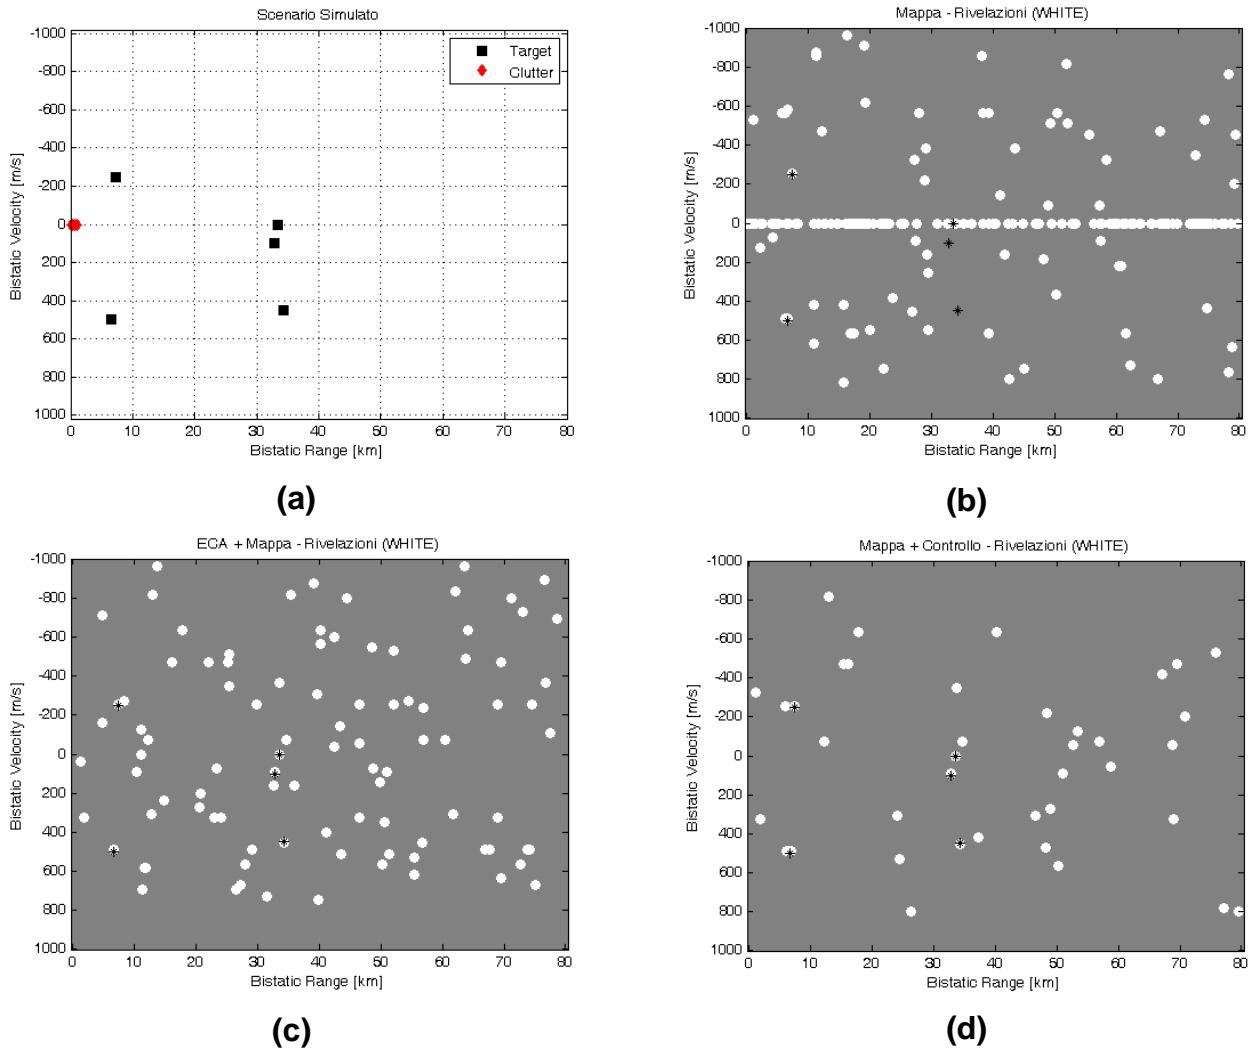 Scenario Simulato
-1000
-800
-600
-400
-200
0
200
400
600
800
1000
0 10 20 30 40 50 60 70 80
Bistatic Range [km]
Bistatic Velocity [m/s]
Target
Clutter
(a)
Mappa - Rivelazioni (WHITE)
-1000
-800
-600
-400
-200
0
200
400
600
800
1000
0 10 20 30 40 50 60 70 80
Bistatic Range [km]
Bistatic Velocity [m/s]
(b)
ECA + Mappa - Rivelazioni (WHITE)
-1000
-800
-600
-400
-200
0
200
400
600
800
1000
0 10 20 30 40 50 60 70 80
Bistatic Range [km]
Bistatic Velocity [m/s]
(c)
Mappa + Controllo - Rivelazioni (WHITE)
-1000
-800
-600
-400
-200
0
200
400
600
800
1000
0 10 20 30 40 50 60 70 80
Bistatic Range [km]
Bistatic Velocity [m/s]
(d)